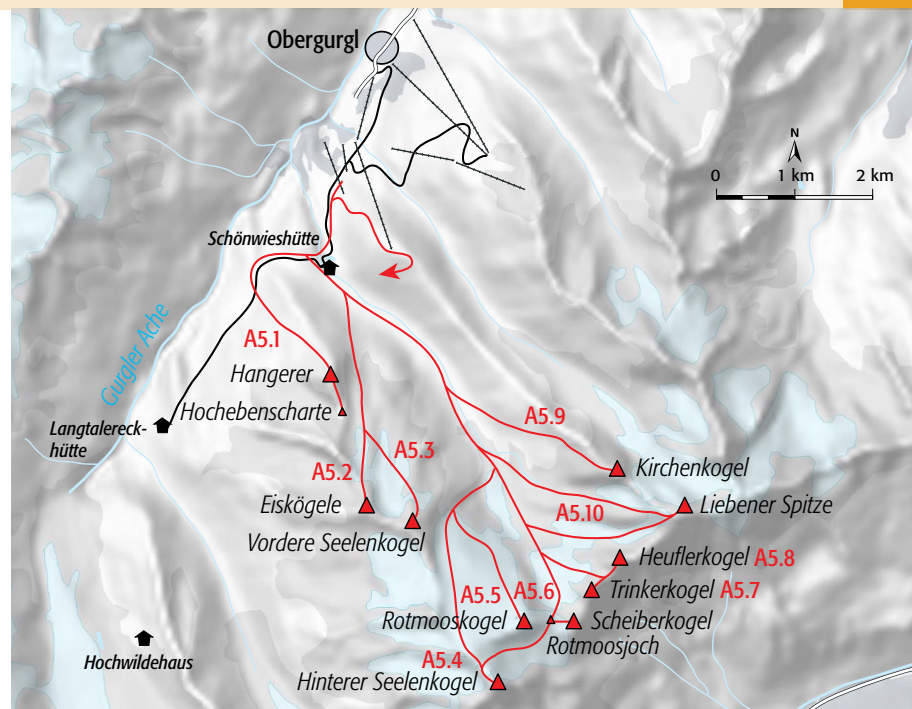 Obergurgl
N
0 1 km 2 km
Schönwieshütte
Gurgler Ache
A5.1
Hangerer
Hochebenscharte
Langtalereck-
hütte
A5.9
A5.3
A5.2
Kirchenkogel
Eiskögele
Liebener Spitze
A5.10
Vordere Seelenkogel
Heuflerkogel A5.8
A5.5
A5.6
Trinkerkogel A5.7
Rotmooskogel
Scheiberkogel
Rotmoosjoch
Hochwildehaus
A5.4
Hinterer Seelenkogel